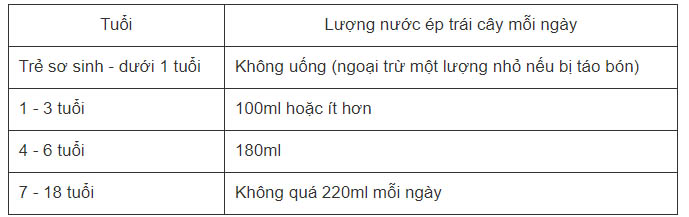 Tuổi Lượng nước ép trái cây mỗi ngày
Trẻ sơ sinh - dưới 1 tuổi Không uống (ngoại trừ một lượng nhỏ nếu bị táo bón)
1 - 3 tuổi 100ml hoặc ít hơn
4 - 6 tuổi 180ml
7 - 18 tuổi Không quá 220ml mỗi ngày